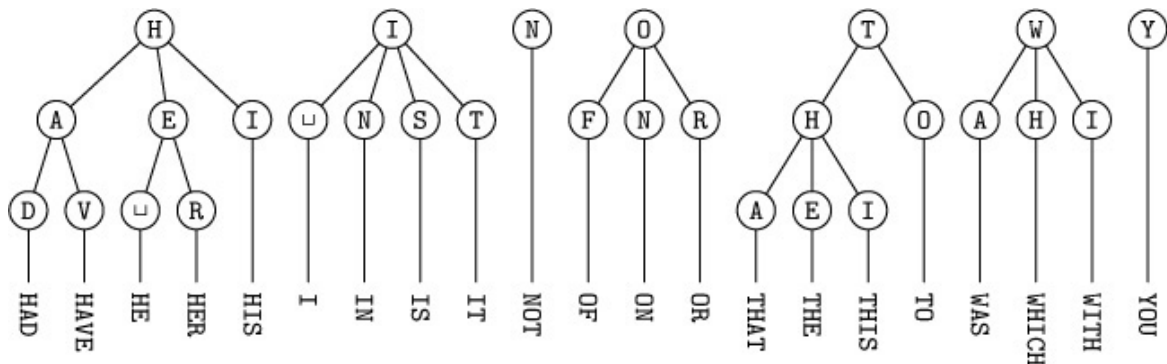 H I N O T W Y
A E I ␣ N S T F N R H O A H I
D V ␣ R A E I
HAD HAVE HE HER HIS I IN IS IT NOT OF ON OR THAT THE THIS TO WAS WHICH WITH YOU